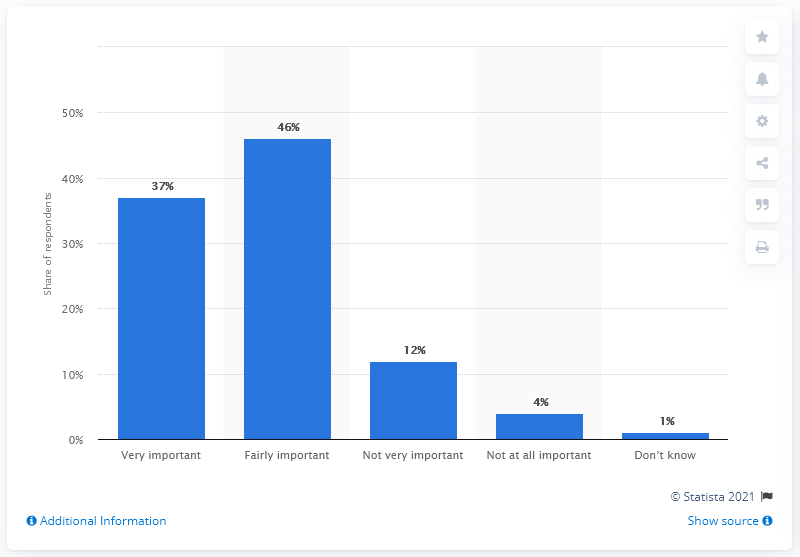 50%
40%
30%
20%
10%
0%
Share of respondents
37%
46%
12%
4%
1%
Very important
Fairly important
Not very important
Not at all important
Don’t know
© Statista 2021
Additional Information
Show source